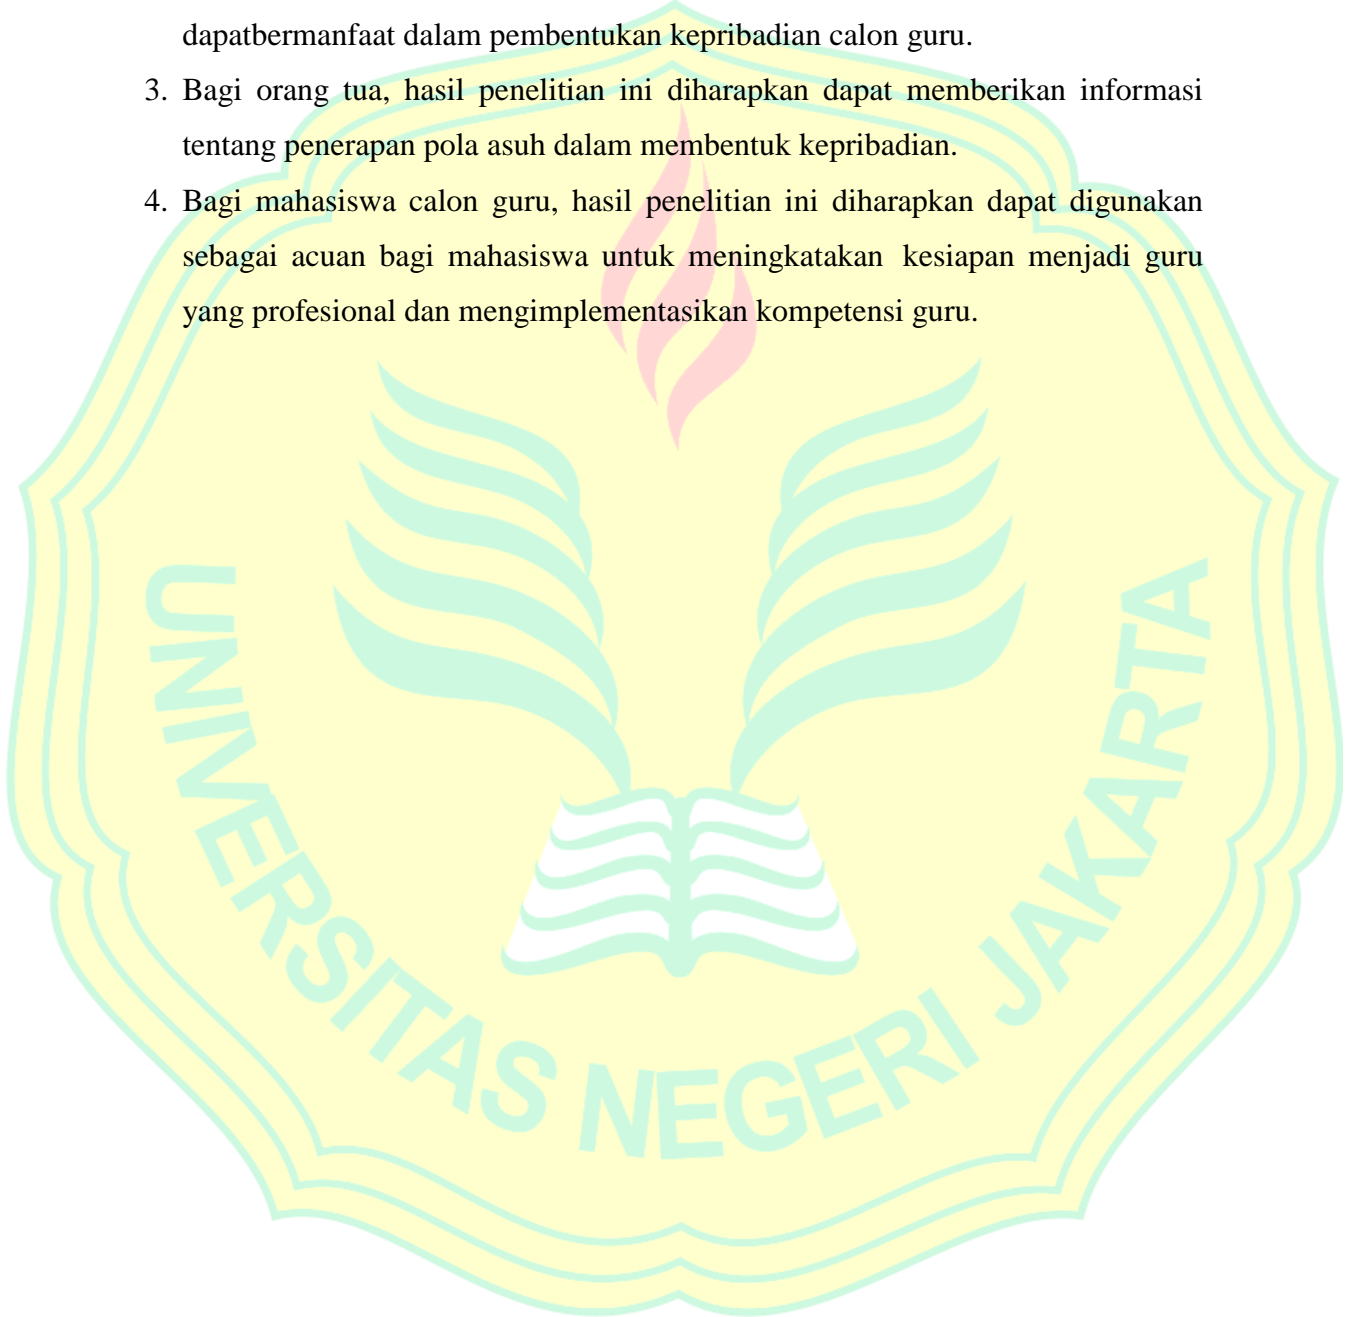 dapatbermanfaat dalam pembentukan kepribadian calon guru.
3. Bagi orang tua, hasil penelitian ini diharapkan dapat memberikan informasi
tentang penerapan pola asuh dalam membentuk kepribadian.
4. Bagi mahasiswa calon guru, hasil penelitian ini diharapkan dapat digunakan
sebagai acuan bagi mahasiswa untuk meningkatakan kesiapan menjadi guru
yang profesional dan mengimplementasikan kompetensi guru.
UNIVERSITAS NEGERI JAKARTA